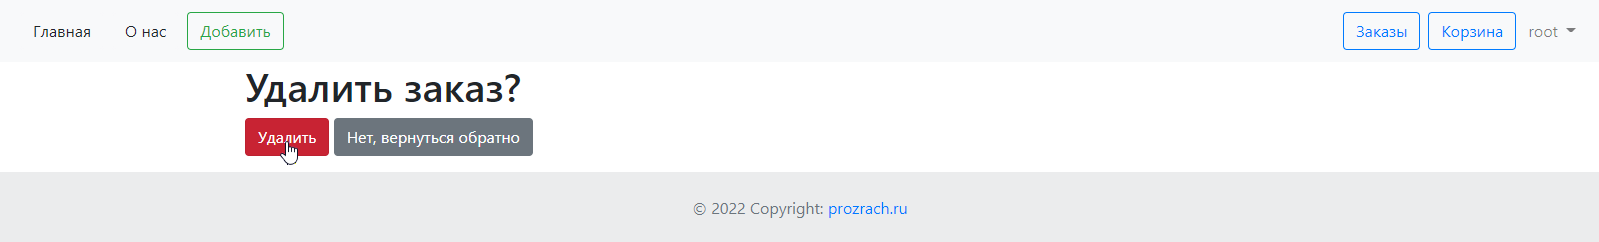 Главная О нас Добавить Заказы Корзина root
Удалить заказ?
Удалить Нет, вернуться обратно
© 2022 Copyright: prozrach.ru